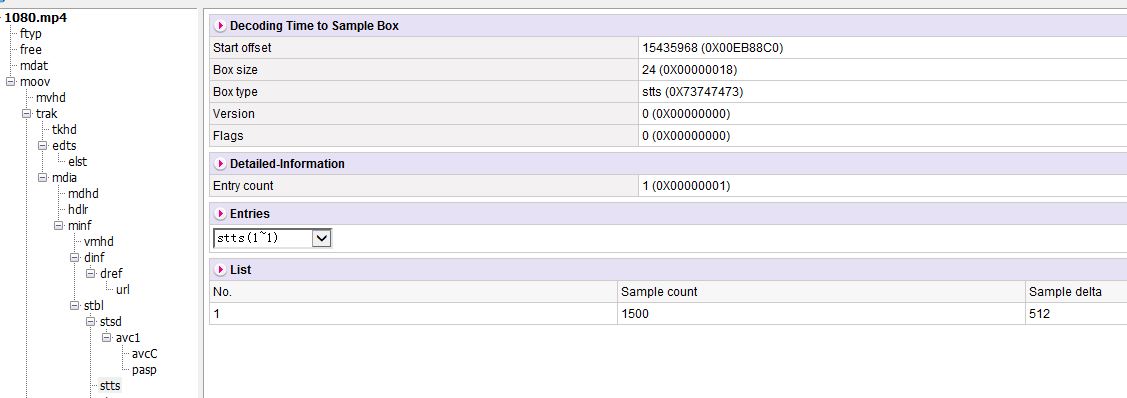 1080.mp4
ftyp
free
mdat
moov
mvhd
trak
tkhd
edts
elst
mdia
mdhd
hdlr
minf
vmhd
dinf
dref
url
stbl
stsd
avc1
avcC
pasp
stts
Decoding Time to Sample Box
Start offset 15435968 (0X00EB88C0)
Box size 24 (0X00000018)
Box type stts (0X73747473)
Version 0 (0X00000000)
Flags 0 (0X00000000)
Detailed-Information
Entry count 1 (0X00000001)
Entries
stts(1~1)
List
No. Sample count Sample delta
1 1500 512